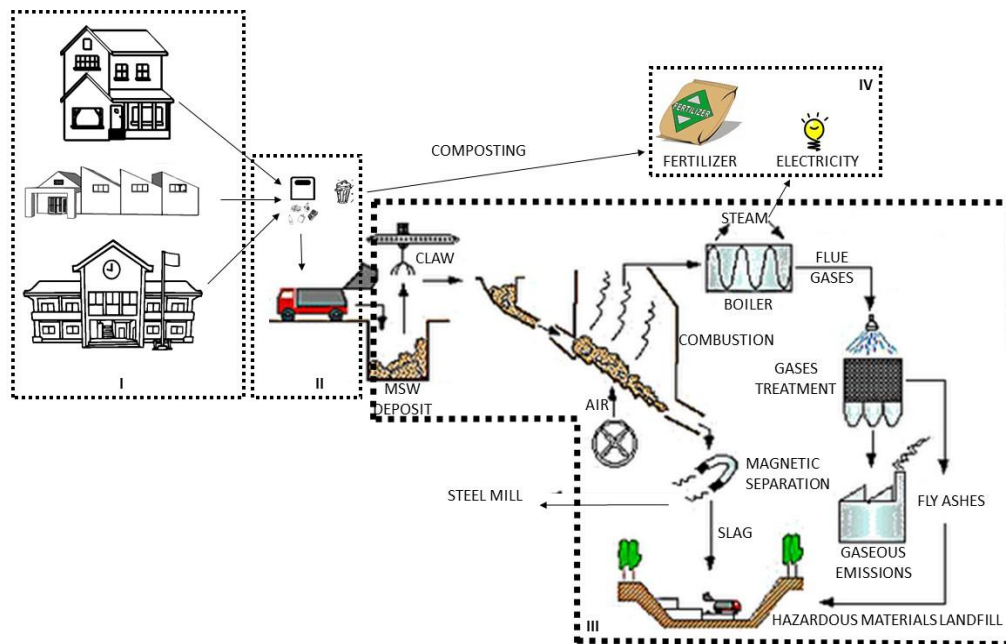 IV
FERTILIZER
FERTILIZER
ELECTRICITY
COMPOSTING
STEAM
CLAW
FLUE
GASES
BOILER
COMBUSTION
GASES
TREATMENT
I
II
MSW
DEPOSIT
AIR
MAGNETIC
SEPARATION
STEEL MILL
FLY ASHES
SLAG
GASEOUS
EMISSIONS
HAZARDOUS MATERIALS LANDFILL
III